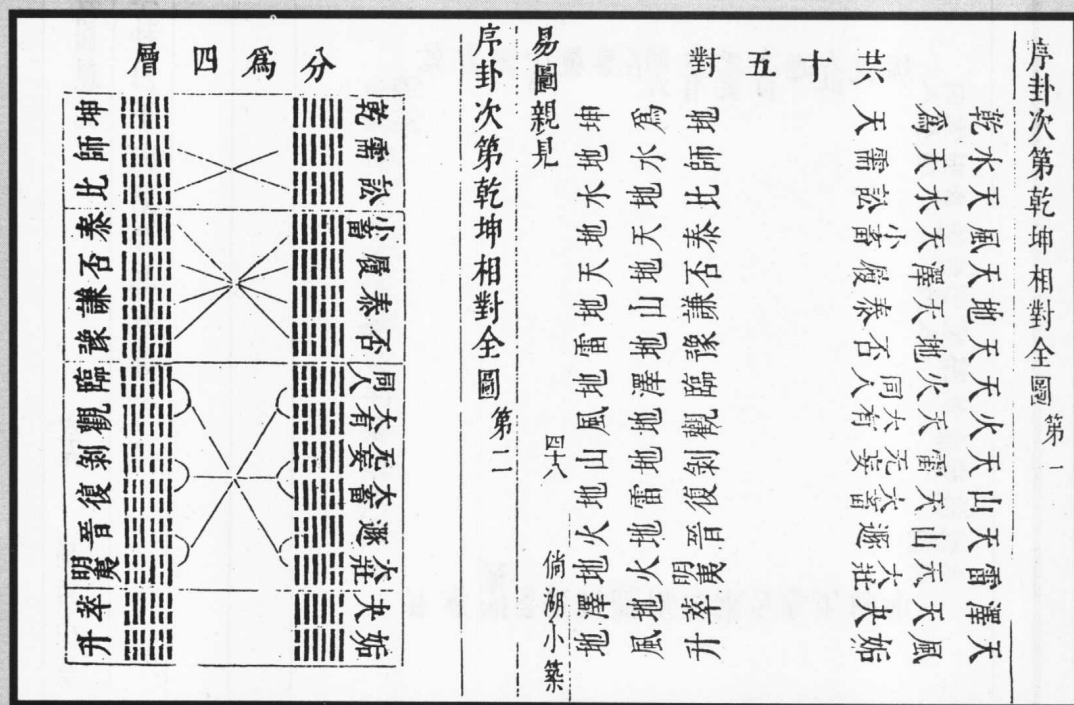 序卦次第乾坤相對全圖 第一
乾水天風天地天天火天山天雷澤天
為天水天澤天地火天雷天山天天風
天需訟小畜履泰否同人大有无妄大畜遯大壯夬姤
共十五對
地師比泰否謙豫臨觀剝復晉明夷萃升
為水地天地山地澤地地雷地火地風
坤地水地天地雷地風山地火地澤地
易圖親見 四十八 倘湖小築
序卦次第乾坤相對全圖 第二
分為四層
乾需訟小畜履泰否同人大有无妄大畜遯大壯夬姤
坤師比泰否謙豫臨觀剝復晉明夷萃升